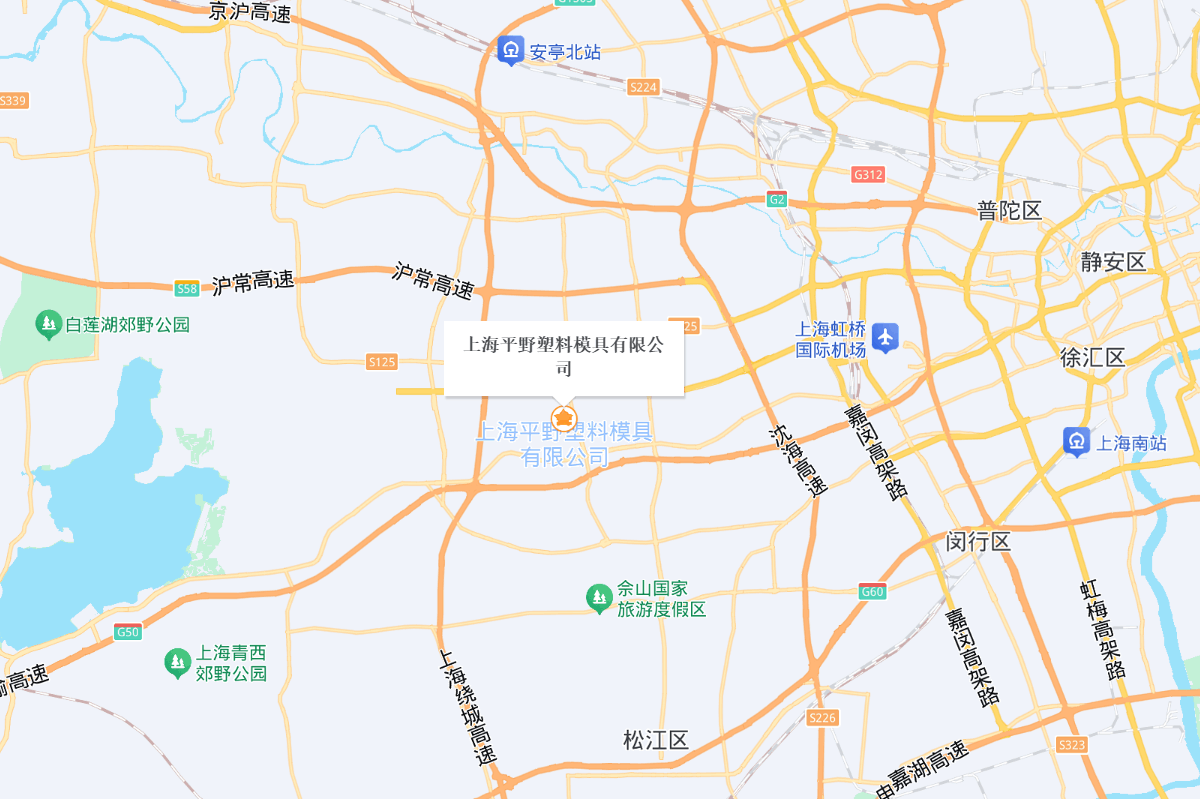 京沪高速
安亭北站
S224
S339
G312
G2
普陀区
静安区
沪常高速
沪常高速
S58
白莲湖郊野公园
上海虹桥
国际机场
徐汇区
S125
上海平野塑料模具有限公
司
上海平野塑料模具
有限公司
沈海高速
嘉闵高架路
上海南站
闵行区
佘山国家
旅游度假区
G60
虹梅高架路
G50
上海青西
郊野公园
上海绕城高速
嘉闵高架路
S226
松江区
S323
申嘉湖高速